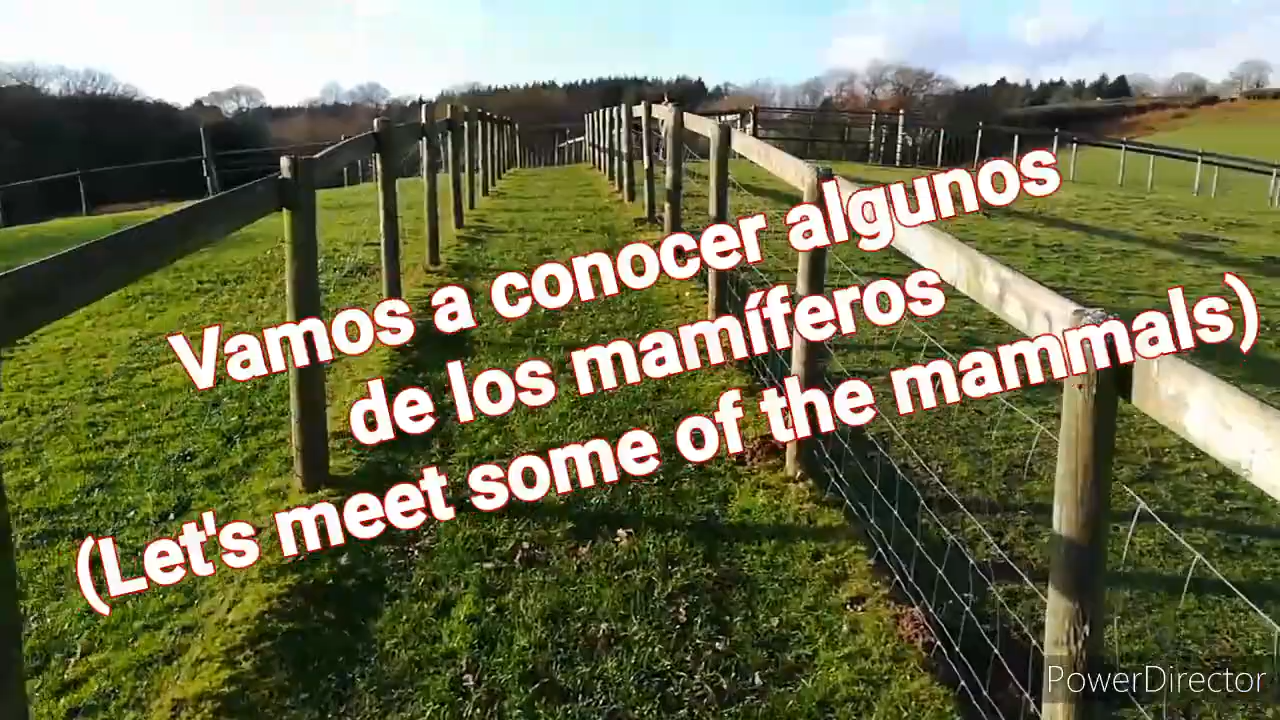 Vamos a conocer algunos
de los mamíferos
(Let's meet some of the mammals)
PowerDirector